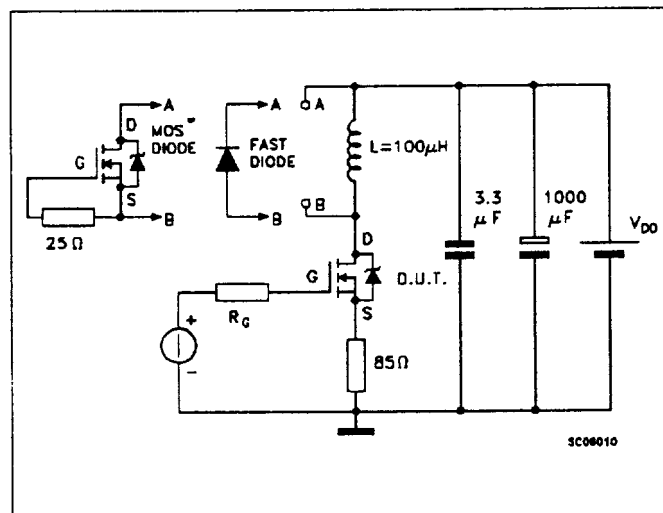 A
D
MOS
DIODE
G
S
B
25Ω
A
FAST
DIODE
B
A
L=100μH
B
D
G
D.U.T.
S
+
-
RG
85Ω
3.3
μF
1000
μF
VDD
SC06010